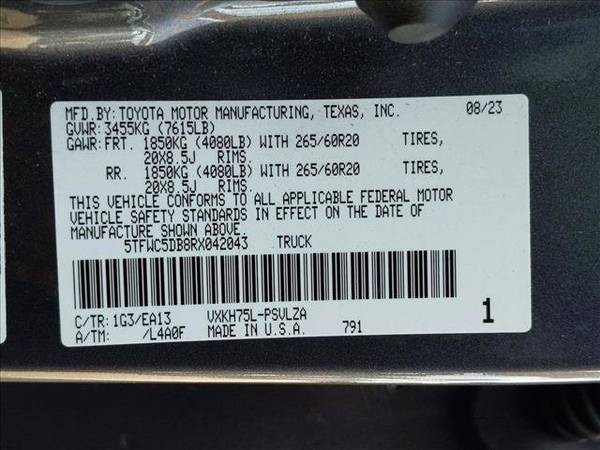 MFD.BY: TOYOTA MOTOR MANUFACTURING, TEXAS, INC. 08/23
GVWR: 3455KG (7615LB)
GAWR: FRT. 1850KG (4080LB) WITH 265/60R20 TIRES,
20X8.5J RIMS.
RR. 1850KG (4080LB) WITH 265/60R20 TIRES,
20X8.5J RIMS.
THIS VEHICLE CONFORMS TO ALL APPLICABLE FEDERAL MOTOR
VEHICLE SAFETY STANDARDS IN EFFECT ON THE DATE OF
MANUFACTURE SHOWN ABOVE.
5TFWC5DB8RX042043 TRUCK
C/TR: 1G3/EA13 VXKH75L-PSVLZA 1
A/TM: /L4A0F MADE IN U.S.A. 791